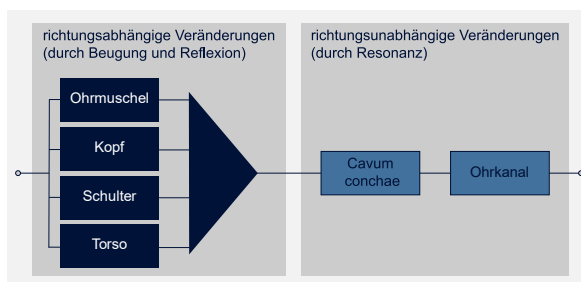 richtungsabhängige Veränderungen
(durch Beugung und Reflexion)
Ohrmuschel
Kopf
Schulter
Torso
richtungsunabhängige Veränderungen
(durch Resonanz)
Cavum
conchae
Ohrkanal